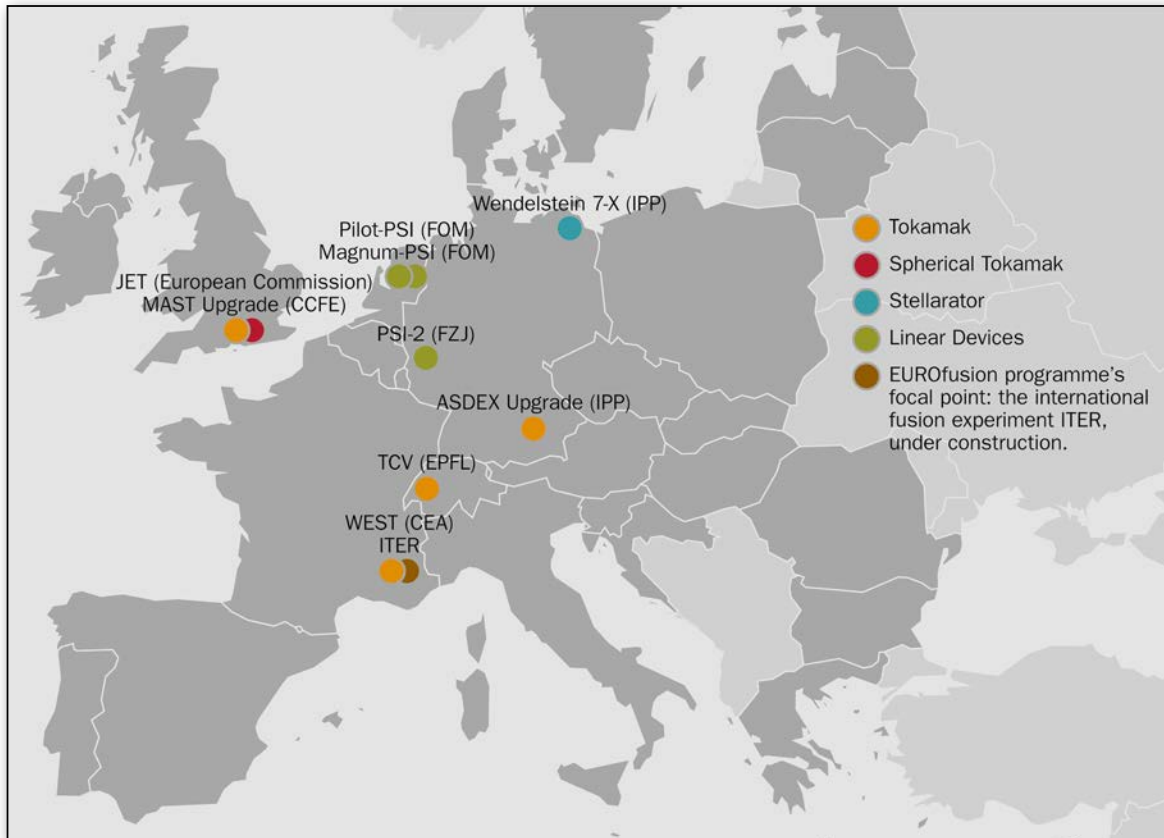 Wendelstein 7-X (IPP)
Pilot-PSI (FOM)
Magnum-PSI (FOM)
JET (European Commission)
MAST Upgrade (CCFE)
PSI-2 (FZJ)
ASDEX Upgrade (IPP)
TCV (EPFL)
WEST (CEA)
ITER
Tokamak
Spherical Tokamak
Stellarator
Linear Devices
EUROfusion programme's
focal point: the international
fusion experiment ITER,
under construction.